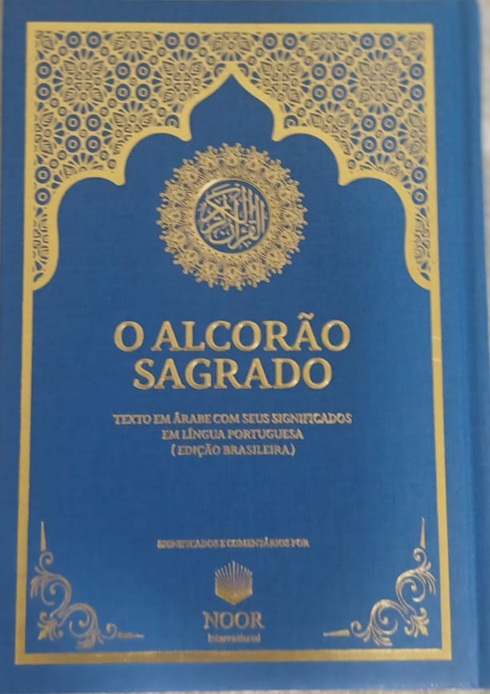 القرآن الكريم
O ALCORÃO
SAGRADO
TEXTO EM ÁRABE COM SEUS SIGNIFICADOS
EM LÍNGUA PORTUGUESA
( EDIÇÃO BRASILEIRA )
SIGNIFICADOS E COMENTÁRIOS POR
NOOR
International